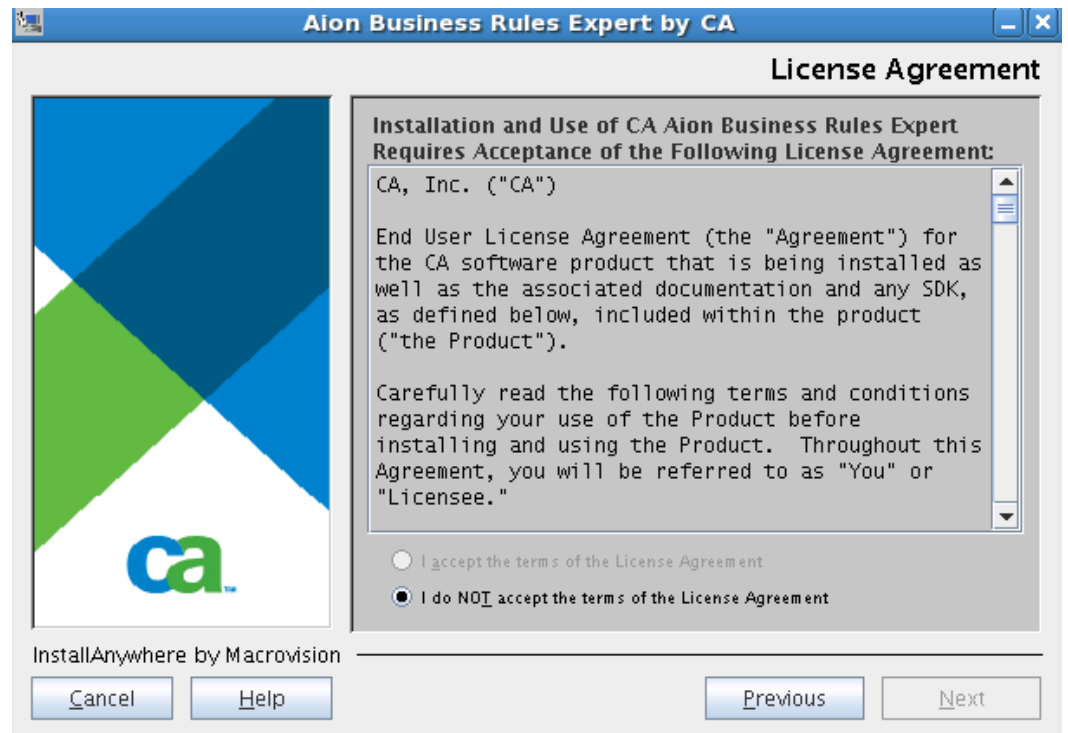 Aion Business Rules Expert by CA
License Agreement
Installation and Use of CA Aion Business Rules Expert
Requires Acceptance of the Following License Agreement:
CA, Inc. ("CA")
End User License Agreement (the "Agreement") for
the CA software product that is being installed as
well as the associated documentation and any SDK,
as defined below, included within the product
("the Product").
Carefully read the following terms and conditions
regarding your use of the Product before
installing and using the Product.  Throughout this
Agreement, you will be referred to as "You" or
"Licensee."
I accept the terms of the License Agreement
I do NOT accept the terms of the License Agreement
ca™
InstallAnywhere by Macrovision
Cancel Help Previous Next